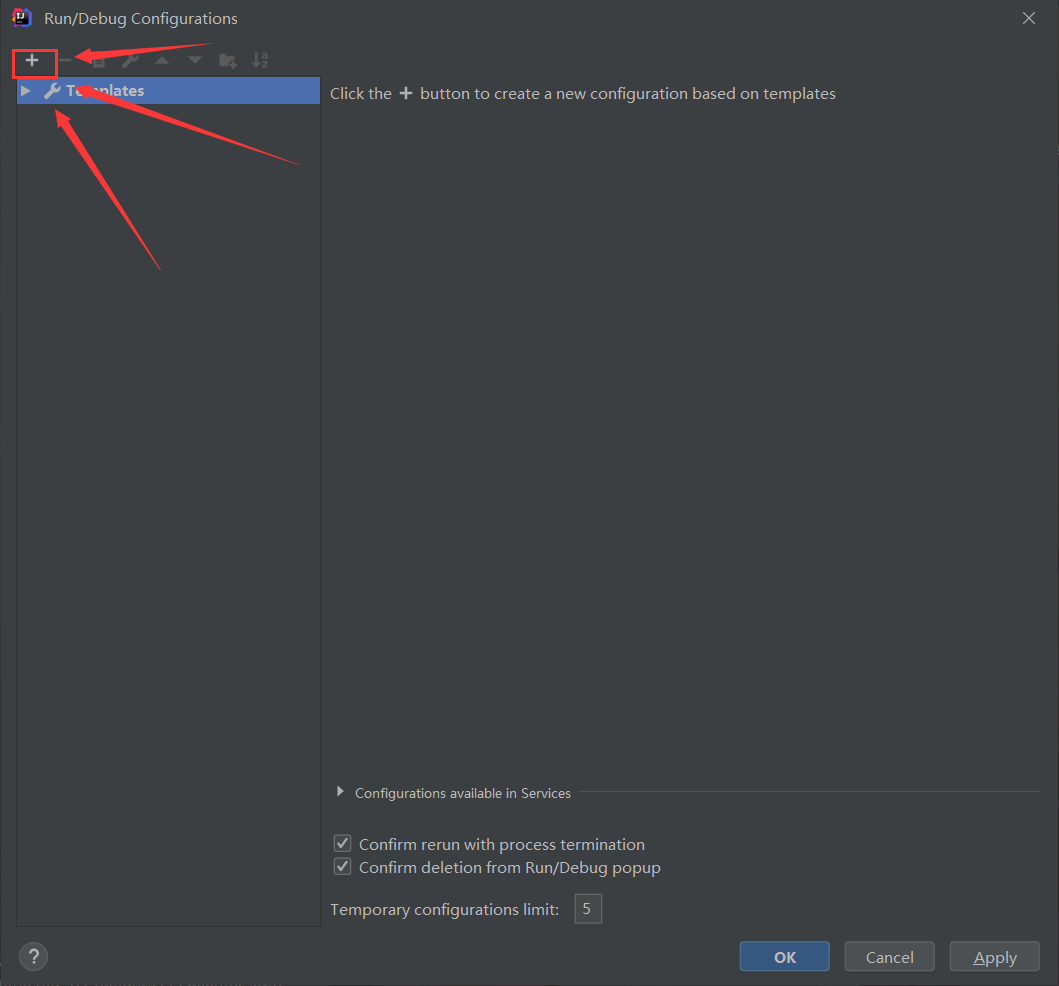 Run/Debug Configurations
Templates
Click the + button to create a new configuration based on templates
Configurations available in Services
Confirm rerun with process termination
Confirm deletion from Run/Debug popup
Temporary configurations limit: 5
? OK Cancel Apply